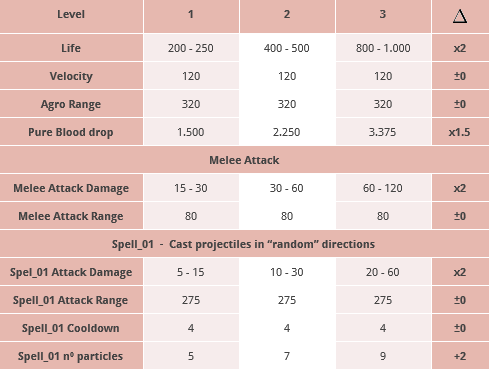 Level 1 2 3 Δ
Life 200 - 250 400 - 500 800 - 1.000 x2
Velocity 120 120 120 ±0
Agro Range 320 320 320 ±0
Pure Blood drop 1.500 2.250 3.375 x1.5
Melee Attack
Melee Attack Damage 15 - 30 30 - 60 60 - 120 x2
Melee Attack Range 80 80 80 ±0
Spell_01 - Cast projectiles in “random” directions
Spel_01 Attack Damage 5 - 15 10 - 30 20 - 60 x2
Spell_01 Attack Range 275 275 275 ±0
Spell_01 Cooldown 4 4 4 ±0
Spell_01 nº particles 5 7 9 +2